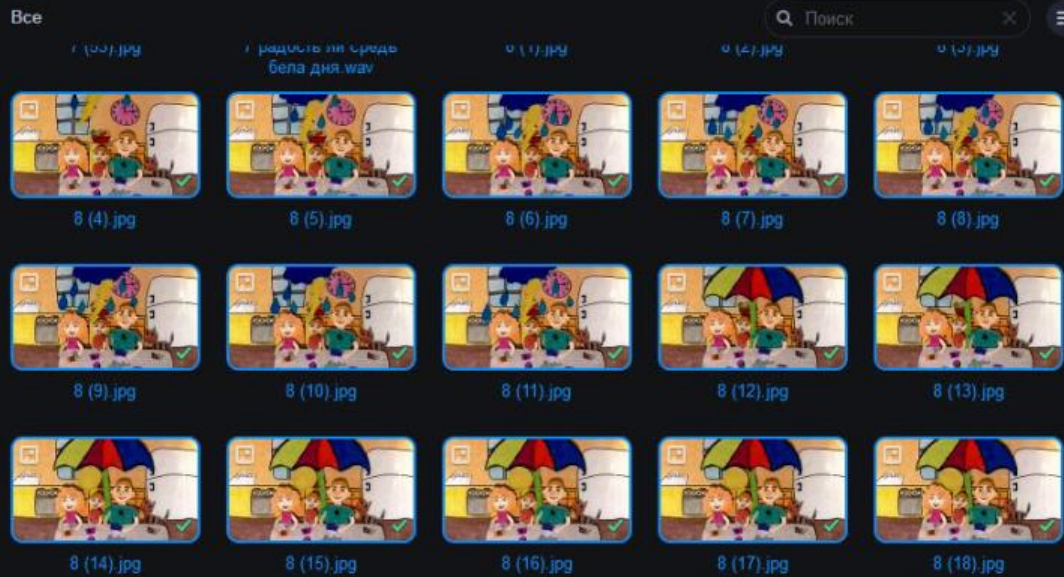 Все
Поиск
7 (53).jpg
7 радость ли средь
бела дня.wav
8 (1).jpg
8 (2).jpg
8 (3).jpg
8 (4).jpg
8 (5).jpg
8 (6).jpg
8 (7).jpg
8 (8).jpg
8 (9).jpg
8 (10).jpg
8 (11).jpg
8 (12).jpg
8 (13).jpg
8 (14).jpg
8 (15).jpg
8 (16).jpg
8 (17).jpg
8 (18).jpg